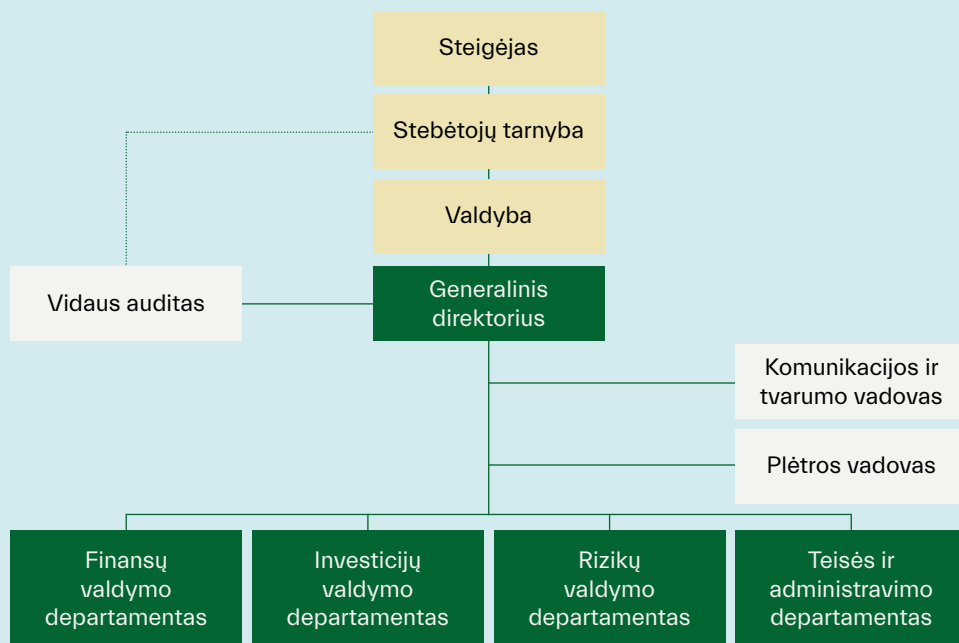 Steigėjas
Stebėtojų tarnyba
Valdyba
Vidaus auditas
Generalinis
direktorius
Komunikacijos ir
tvarumo vadovas
Plėtros vadovas
Finansų
valdymo
departamentas
Investicijų
valdymo
departamentas
Rizikų
valdymo
departamentas
Teisės ir
administravimo
departamentas